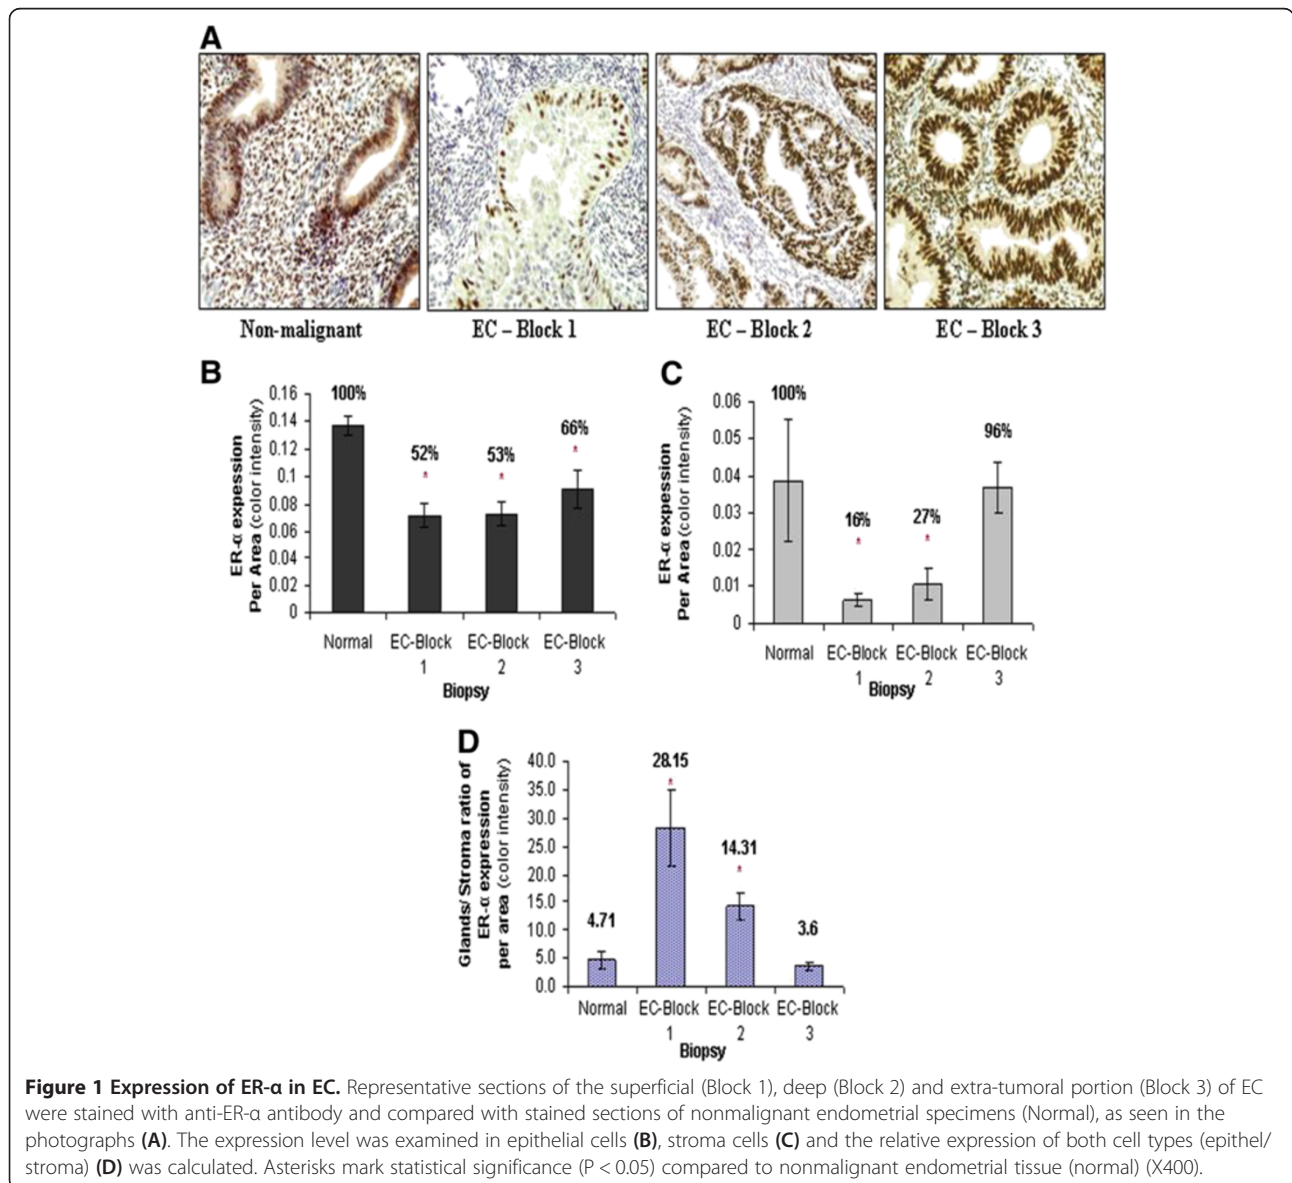 A
Non-malignant
EC – Block 1
EC – Block 2
EC – Block 3
B
ER-α expession
Per Area (color intensity)
0.16
0.14
0.12
0.1
0.08
0.06
0.04
0.02
0
100%
52%
*
53%
*
66%
*
Normal
EC-Block
1
EC-Block
2
EC-Block
3
Biopsy
C
ER-α expession
Per Area (color intensity)
0.06
0.05
0.04
0.03
0.02
0.01
0
100%
16%
*
27%
*
96%
Normal
EC-Block
1
EC-Block
2
EC-Block
3
Biopsy
D
Glands/ Stroma ratio of
ER-α expression
per area (color intensity)
40.0
35.0
30.0
25.0
20.0
15.0
10.0
5.0
0.0
4.71
28.15
*
14.31
*
3.6
Normal
EC-Block
1
EC-Block
2
EC-Block
3
Biopsy
Figure 1 Expression of ER-α in EC. Representative sections of the superficial (Block 1), deep (Block 2) and extra-tumoral portion (Block 3) of EC
were stained with anti-ER-α antibody and compared with stained sections of nonmalignant endometrial specimens (Normal), as seen in the
photographs (A). The expression level was examined in epithelial cells (B), stroma cells (C) and the relative expression of both cell types (epithel/
stroma) (D) was calculated. Asterisks mark statistical significance (P < 0.05) compared to nonmalignant endometrial tissue (normal) (X400).